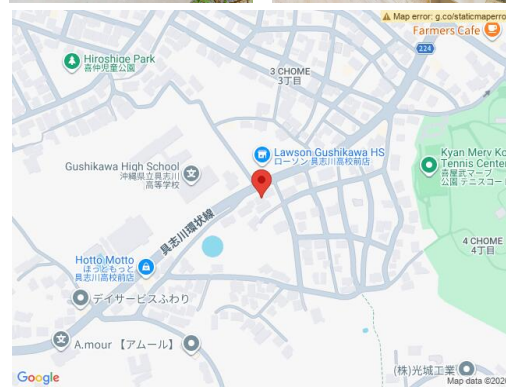 Map error: g.co/staticmaperro
Farmers Cafe
224
Hiroshige Park
喜仲児童公園
3 CHOME
3丁目
Lawson Gushikawa HS
ローソン 具志川高校前店
Kyan Merv Ko
Tennis Center
喜屋武マーブ
公園 テニスコー
Gushikawa High School
沖縄県立具志川
高等学校
具志川環状線
4 CHOME
4丁目
Hotto Motto
ほっともっと
具志川高校前店
デイサービスふわり
A.mour 【アムール】
(株)光城工業
Google
Map data ©2026